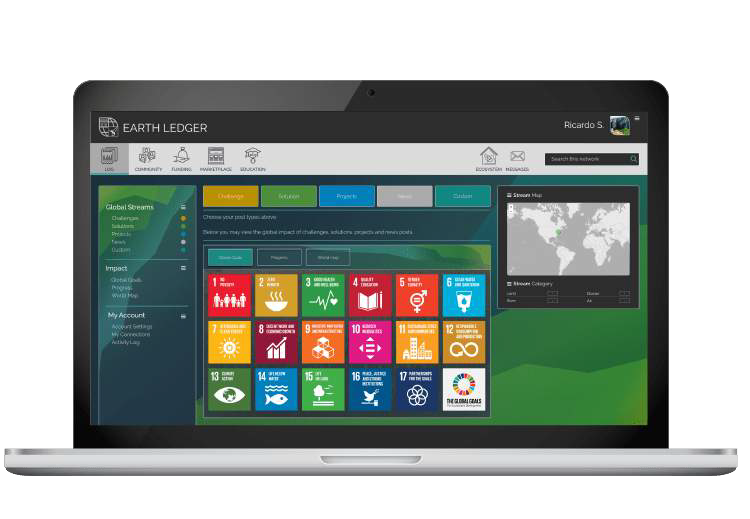 EARTH LEDGER
Ricardo S.
LOG
COMMUNITY
FUNDING
MARKETPLACE
EDUCATION
ECOSYSTEM
MESSAGES
Search this network
Global Streams
Challenges
Solutions
Projects
News
Custom
Impact
Global Goals
Progress
World Map
My Account
Account Settings
My Connections
Activity Log
Challenge
Solution
Projects
News
Custom
Choose your post types above
Below you may view the global impact of challenges, solutions, projects and news posts.
Global Goals
Progress
World map
1 NO POVERTY
2 ZERO HUNGER
3 GOOD HEALTH AND WELL-BEING
4 QUALITY EDUCATION
5 GENDER EQUALITY
6 CLEAN WATER AND SANITATION
7 AFFORDABLE AND CLEAN ENERGY
8 DECENT WORK AND ECONOMIC GROWTH
9 INDUSTRY, INNOVATION AND INFRASTRUCTURE
10 REDUCED INEQUALITIES
11 SUSTAINABLE CITIES AND COMMUNITIES
12 RESPONSIBLE CONSUMPTION AND PRODUCTION
13 CLIMATE ACTION
14 LIFE BELOW WATER
15 LIFE ON LAND
16 PEACE, JUSTICE AND STRONG INSTITUTIONS
17 PARTNERSHIPS FOR THE GOALS
THE GLOBAL GOALS
For Sustainable Development
Stream Map
Stream Category
Water
Air